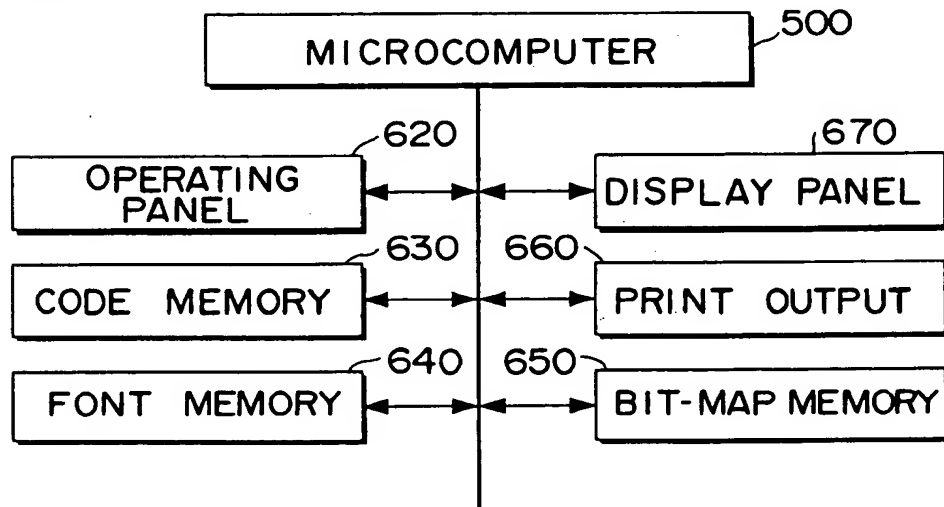 500
MICROCOMPUTER
620
670
OPERATING
PANEL
DISPLAY PANEL
630
660
CODE MEMORY
PRINT OUTPUT
640
650
FONT MEMORY
BIT-MAP MEMORY